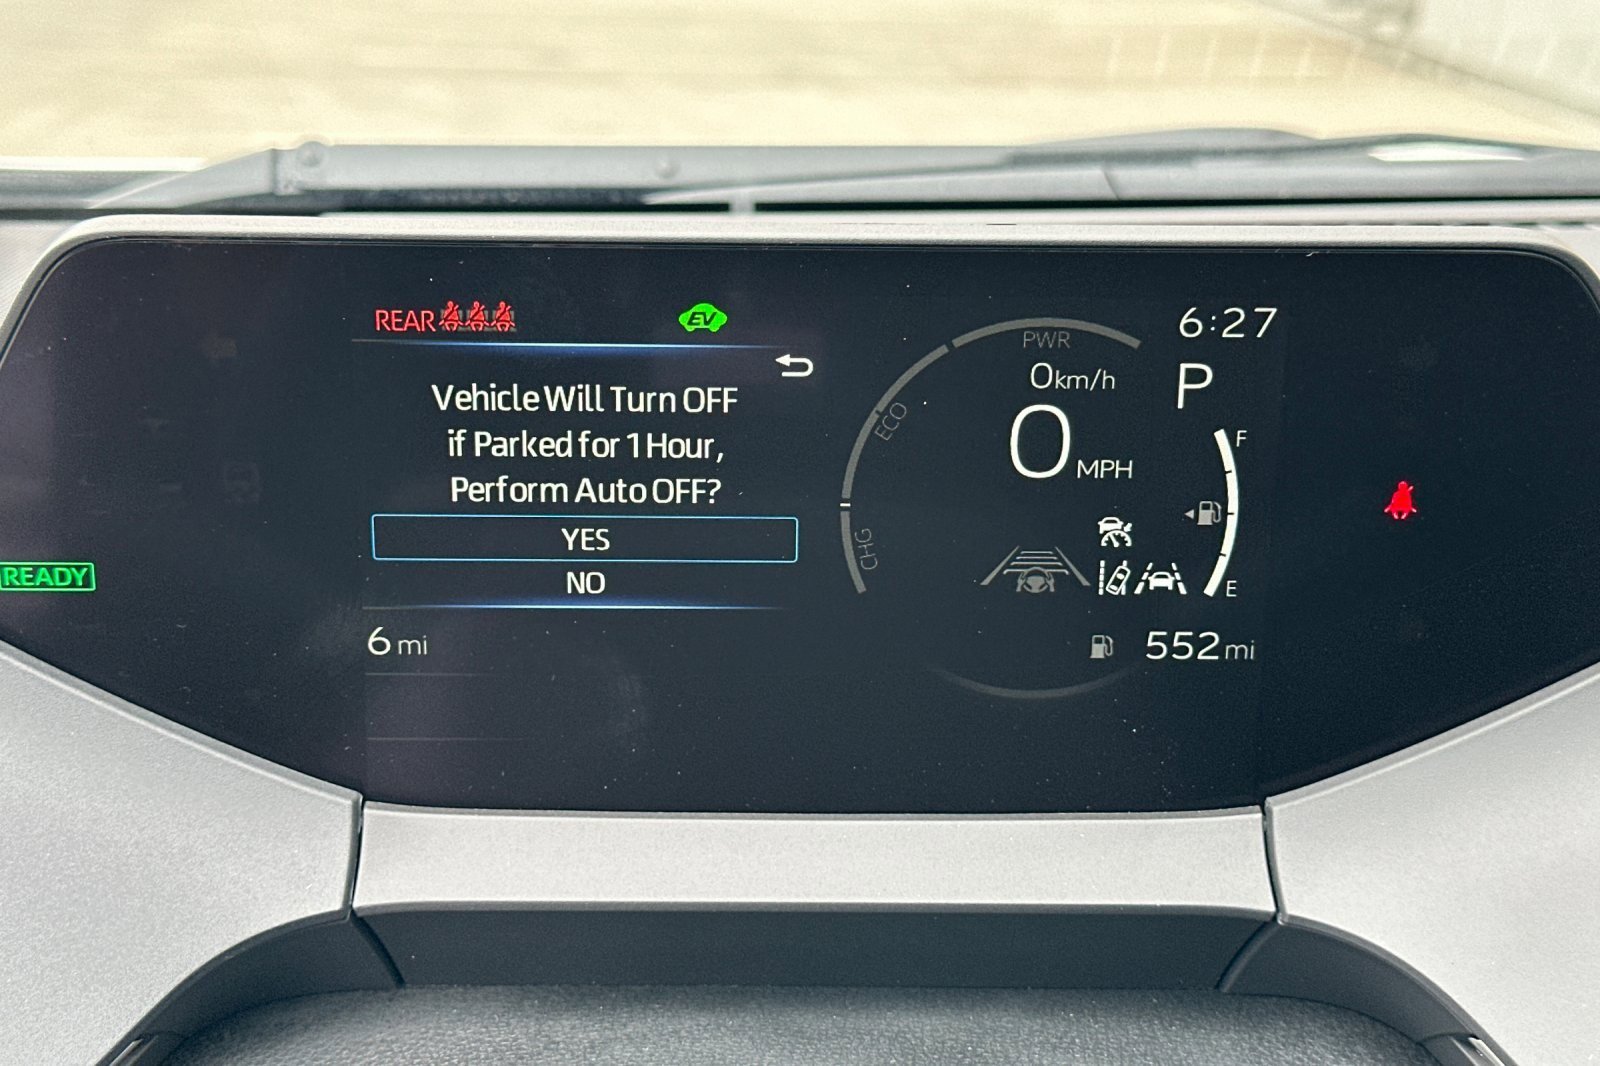 REAR
EV
Vehicle Will Turn OFF
if Parked for 1 Hour,
Perform Auto OFF?
YES
NO
READY
6 mi
PWR
ECO
CHG
0 km/h
0 MPH
6:27
P
F
E
552 mi